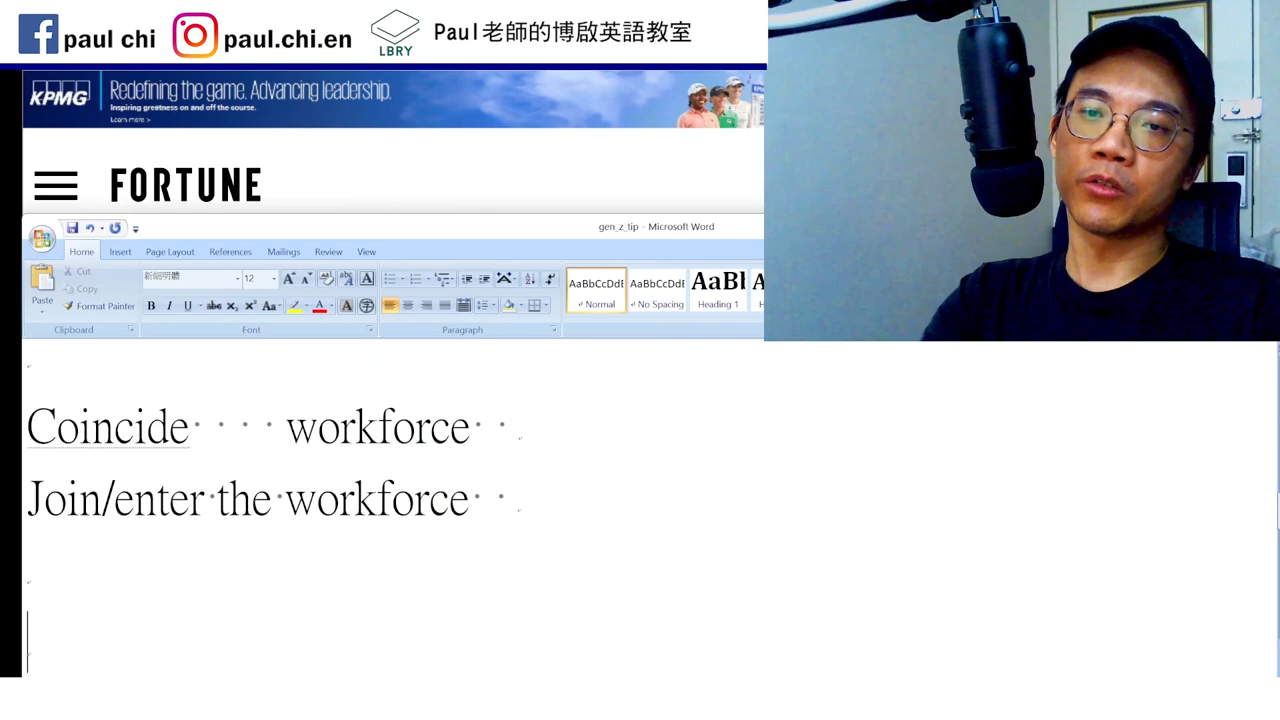 paul chi
paul.chi.en
LBRY
Paul老師的博啟英語教室
KPMG
Redefining the game. Advancing leadership.
Inspiring greatness on and off the course.
Learn more >
FORTUNE
gen_z_tip - Microsoft Word
Home Insert Page Layout References Mailings Review View
Paste
Cut
Copy
Format Painter
Clipboard
新細明體 12
Font
Paragraph
AaBbCcDdE AaBbCcDdE AaBb
Normal No Spacing Heading 1
Coincide workforce
Join/enter the workforce